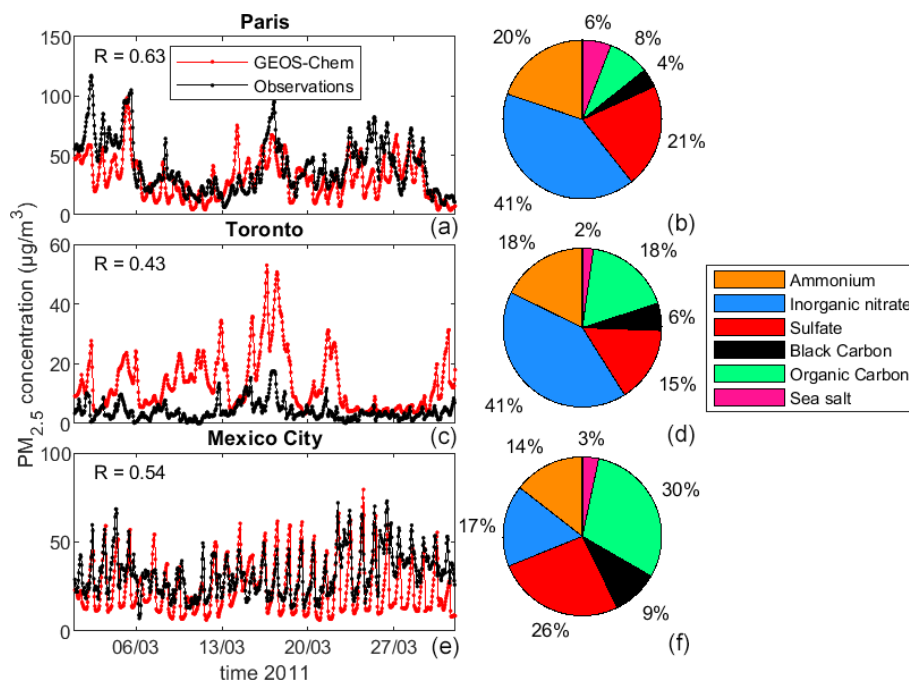 Paris
150
100
50
0
R = 0.63
GEOS-Chem
Observations
(a)
20%
6%
8%
4%
21%
41%
(b)
PM2.5 concentration (µg/m³)
Toronto
60
40
20
0
R = 0.43
(c)
18%
2%
18%
6%
15%
41%
(d)
Ammonium
Inorganic nitrate
Sulfate
Black Carbon
Organic Carbon
Sea salt
Mexico City
100
50
0
R = 0.54
(e)
06/03 13/03 20/03 27/03
time 2011
14%
3%
30%
17%
9%
26%
(f)